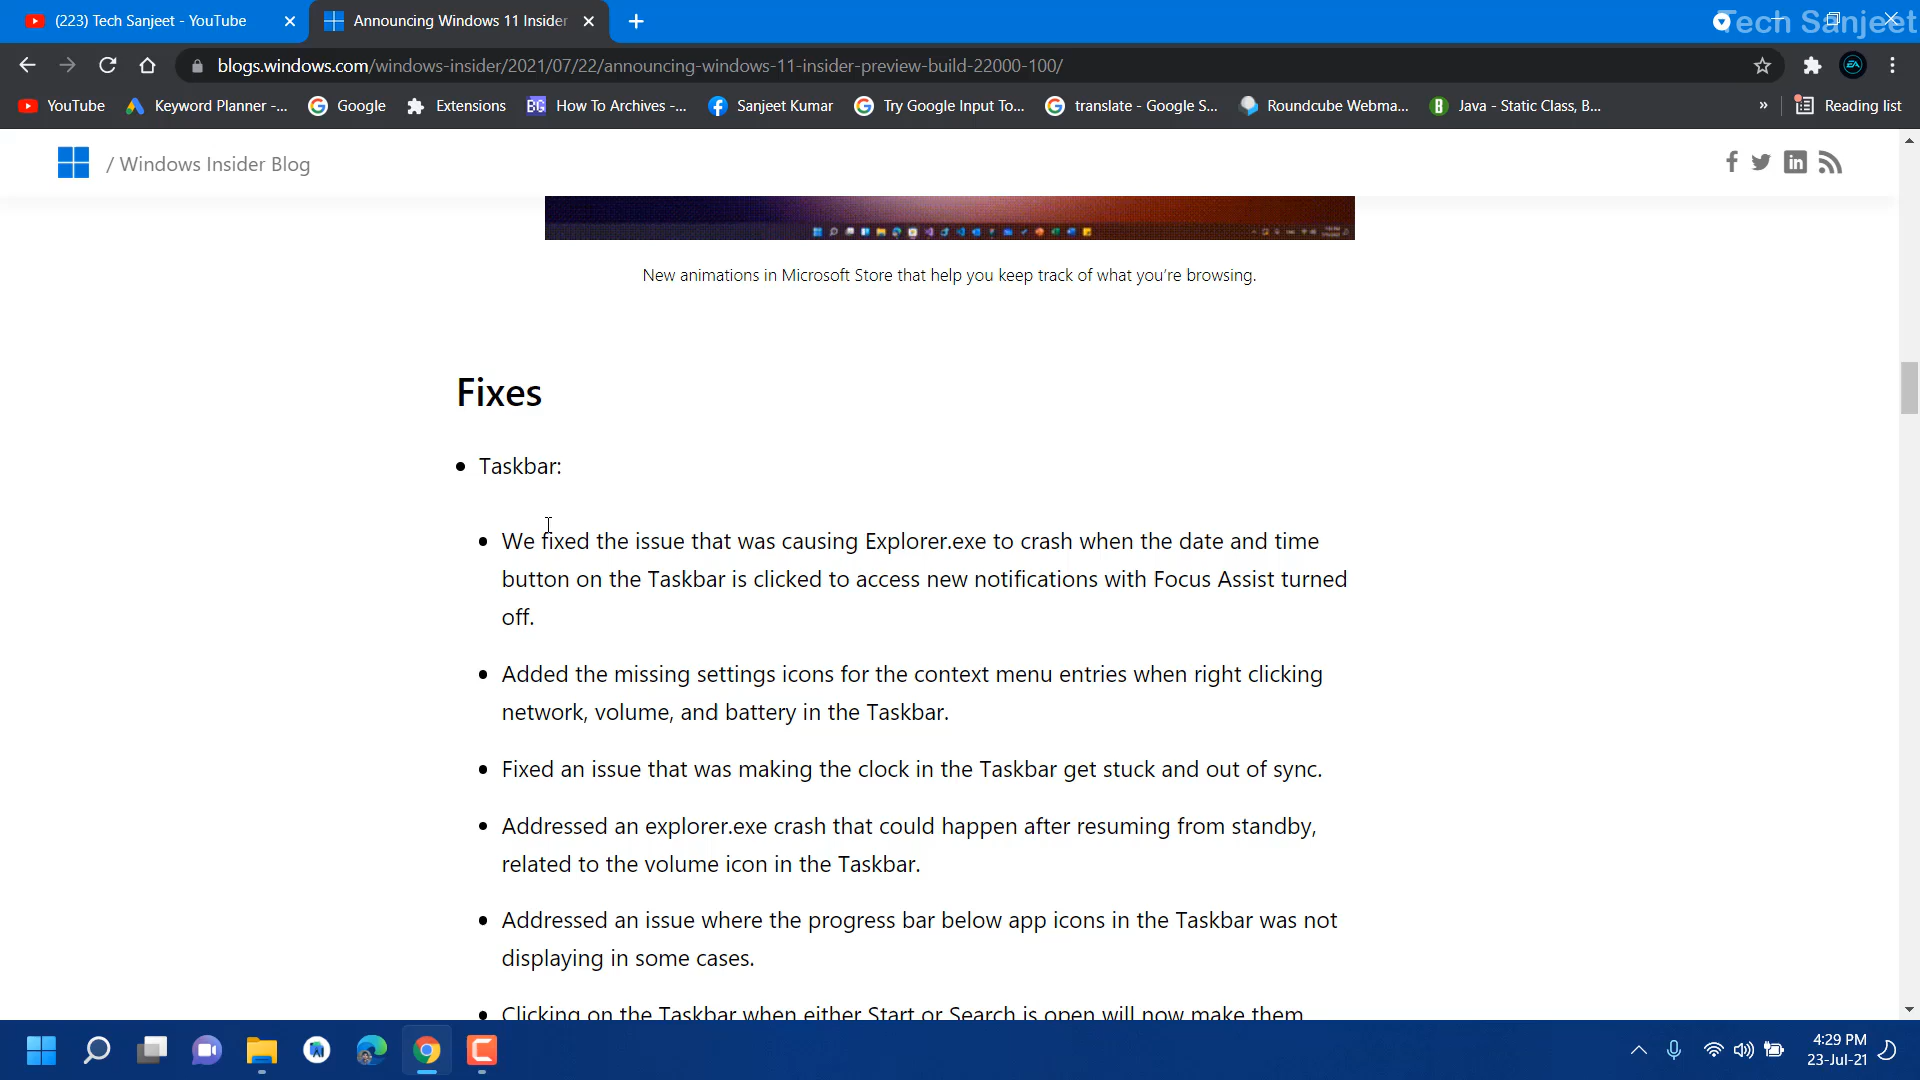 (223) Tech Sanjeet - YouTube
Announcing Windows 11 Insider
Tech Sanjeet
blogs.windows.com/windows-insider/2021/07/22/announcing-windows-11-insider-preview-build-22000-100/
YouTube
Keyword Planner -...
Google
Extensions
How To Archives -...
Sanjeet Kumar
Try Google Input To...
translate - Google S...
Roundcube Webma...
Java - Static Class, B...
»
Reading list
/ Windows Insider Blog
New animations in Microsoft Store that help you keep track of what you’re browsing.
Fixes
• Taskbar:
• We fixed the issue that was causing Explorer.exe to crash when the date and time
button on the Taskbar is clicked to access new notifications with Focus Assist turned
off.
• Added the missing settings icons for the context menu entries when right clicking
network, volume, and battery in the Taskbar.
• Fixed an issue that was making the clock in the Taskbar get stuck and out of sync.
• Addressed an explorer.exe crash that could happen after resuming from standby,
related to the volume icon in the Taskbar.
• Addressed an issue where the progress bar below app icons in the Taskbar was not
displaying in some cases.
• Clicking on the Taskbar when either Start or Search is open will now make them
4:29 PM
23-Jul-21